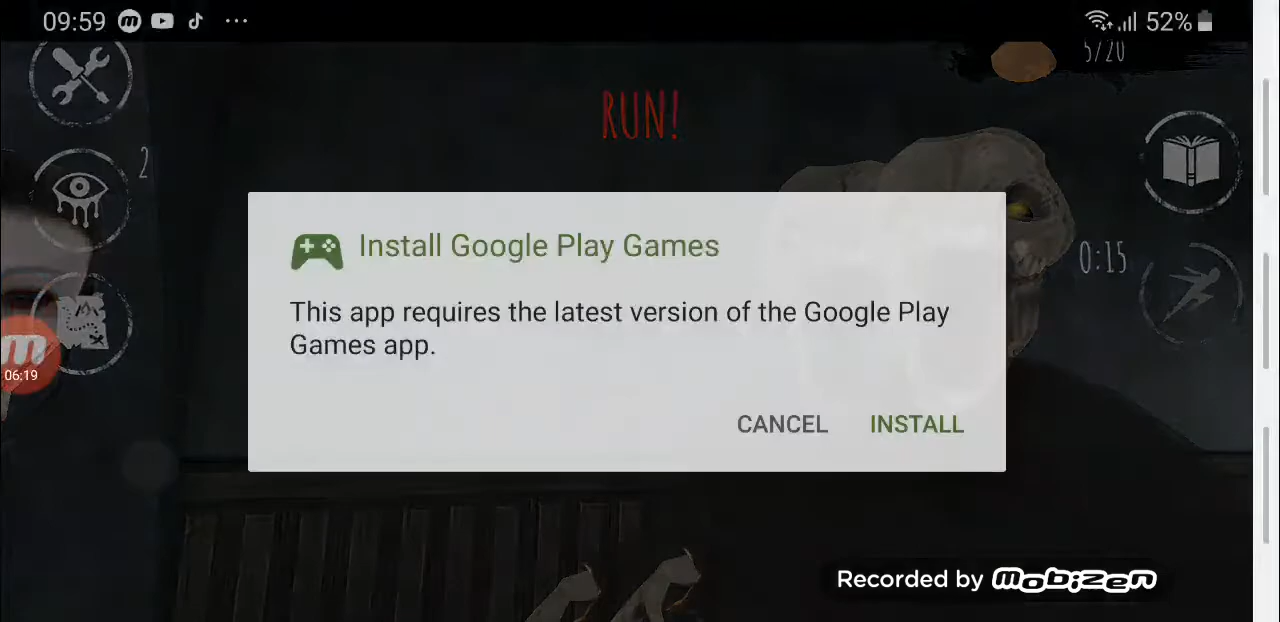 09:59
52%
5/20
RUN!
2
Install Google Play Games
0:15
This app requires the latest version of the Google Play
Games app.
m
06:19
CANCEL INSTALL
Recorded by mobizen